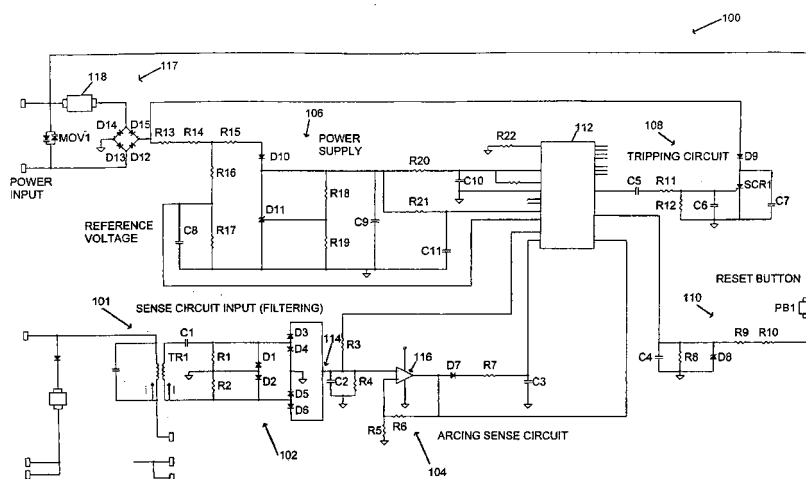 100
118
117
D14
D15
MOV1
D13
D12
POWER INPUT
R13
R14
R15
106
POWER SUPPLY
D10
R16
R18
D11
REFERENCE VOLTAGE
C8
R17
R19
C9
R20
R21
C10
C11
R22
112
108
TRIPPING CIRCUIT
D9
C5
R11
R12
C6
SCR1
C7
RESET BUTTON
110
PB1
C4
R8
D8
R9
R10
101
SENSE CIRCUIT INPUT (FILTERING)
C1
TR1
R1
R2
D1
D2
D3
D4
D5
D6
114
R3
C2
R4
116
D7
R7
C3
R5
R6
ARCING SENSE CIRCUIT
102
104